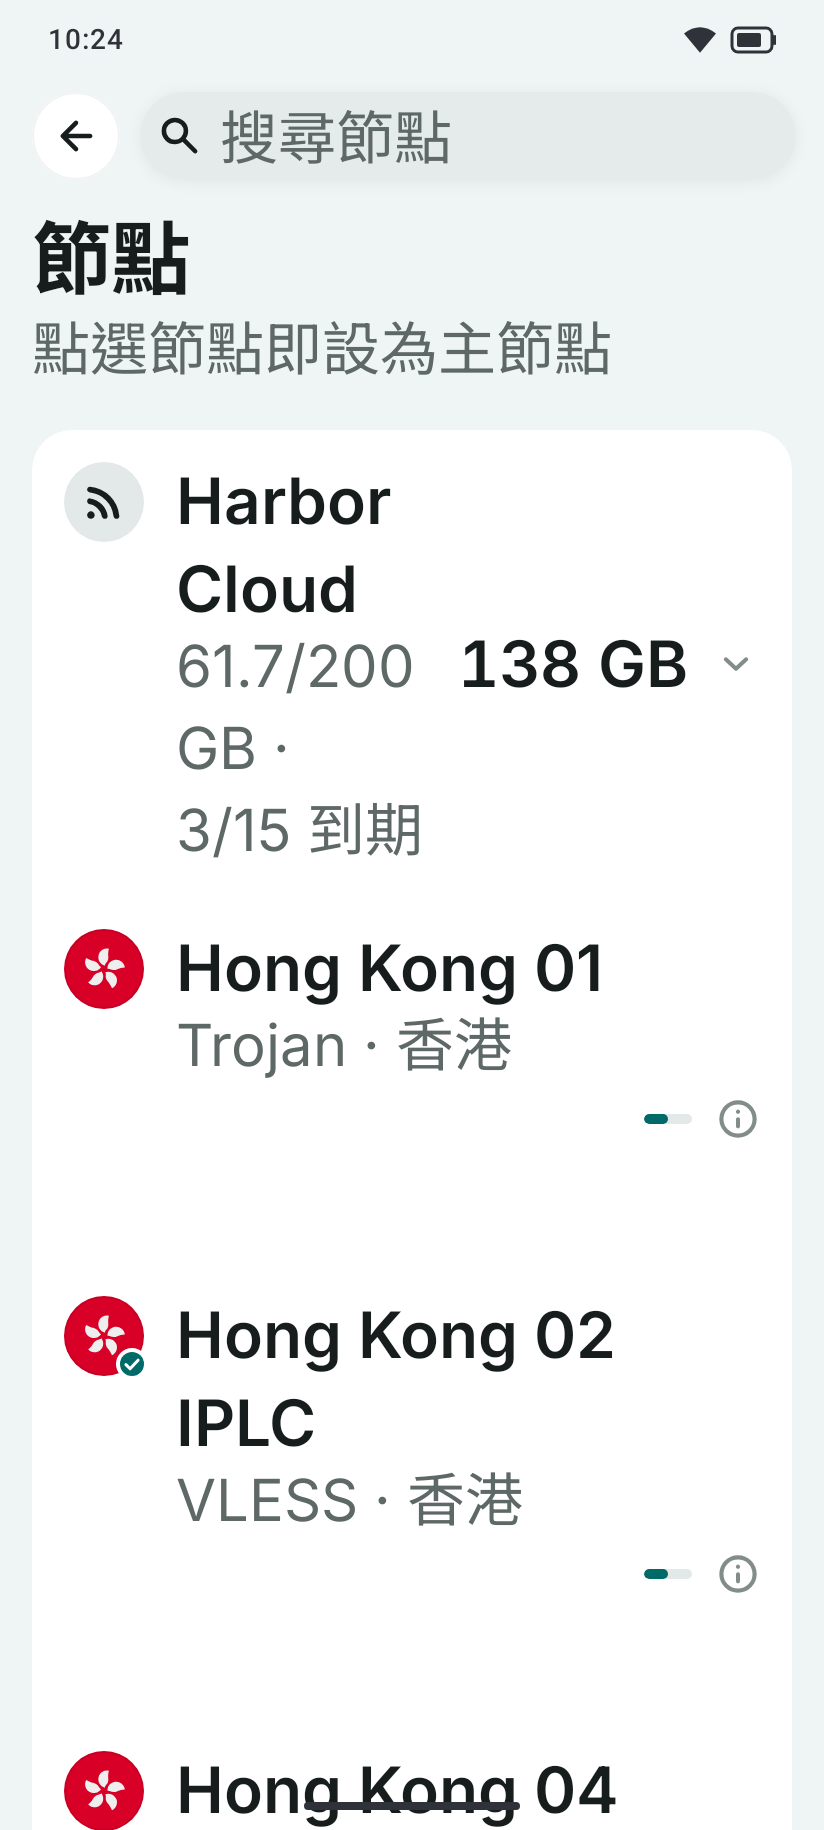 10:24
搜尋節點
節點
點選節點即設為主節點
Harbor
Cloud
61.7/200
GB ·
3/15 到期
138 GB
Hong Kong 01
Trojan · 香港
Hong Kong 02
IPLC
VLESS · 香港
Hong Kong 04